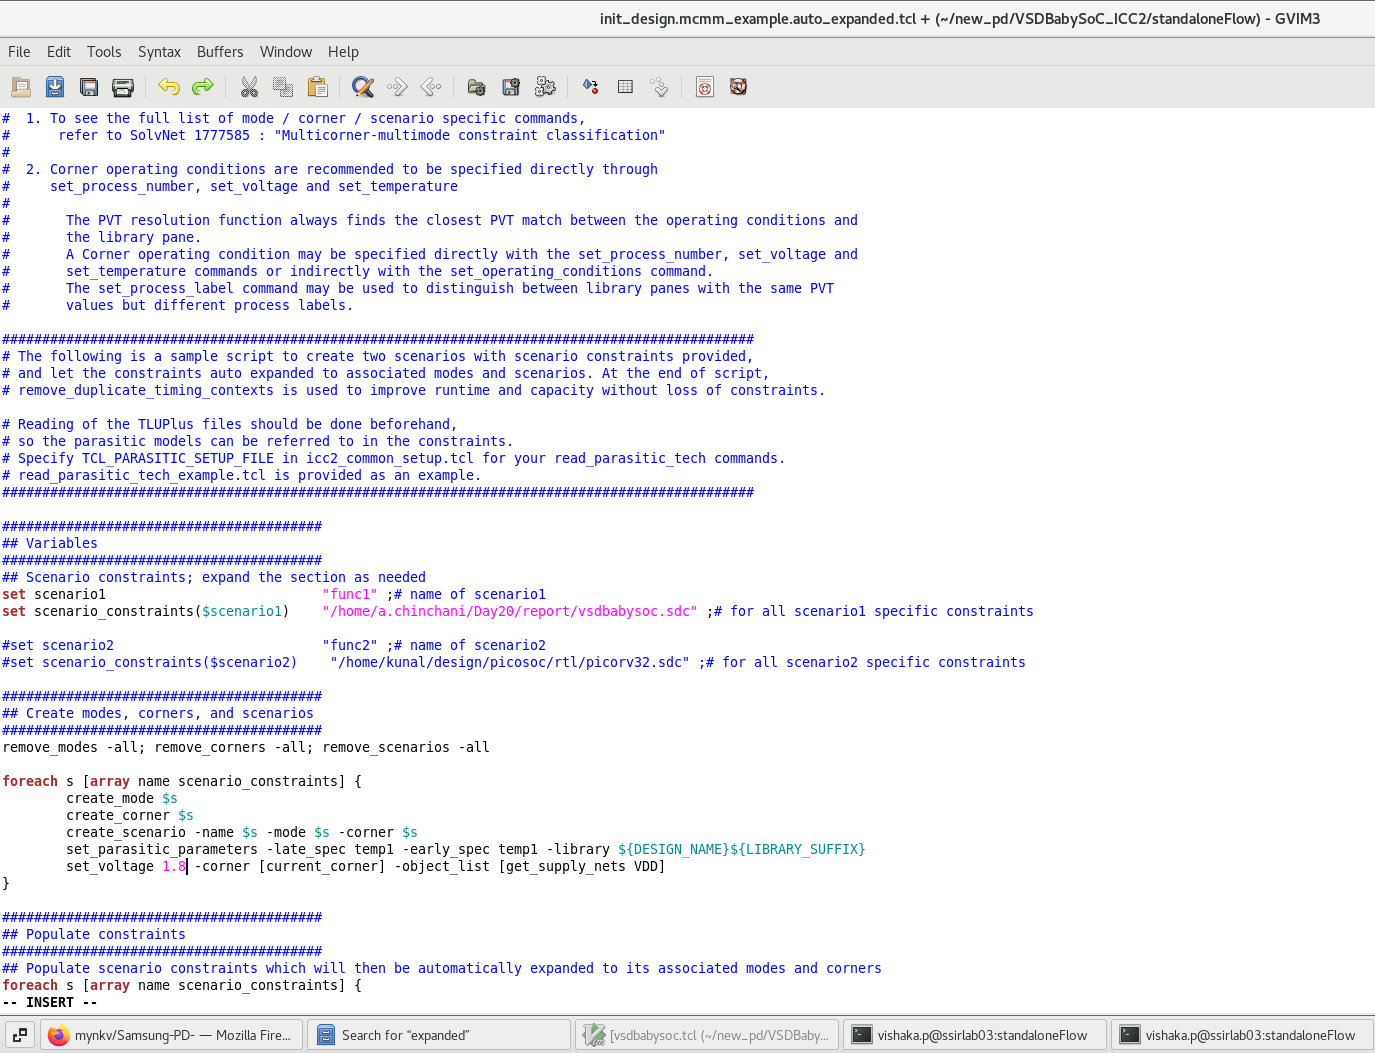 init_design.mcmm_example.auto_expanded.tcl + (~/new_pd/VSDBabySoC_ICC2/standaloneFlow) - GVIM3
File Edit Tools Syntax Buffers Window Help
#  1. To see the full list of mode / corner / scenario specific commands,
#      refer to SolvNet 1777585 : "Multicorner-multimode constraint classification"
#
#  2. Corner operating conditions are recommended to be specified directly through
#     set_process_number, set_voltage and set_temperature
#
#       The PVT resolution function always finds the closest PVT match between the operating conditions and
#       the library pane.
#       A Corner operating condition may be specified directly with the set_process_number, set_voltage and
#       set_temperature commands or indirectly with the set_operating_conditions command.
#       The set_process_label command may be used to distinguish between library panes with the same PVT
#       values but different process labels.
##############################################################################################
# The following is a sample script to create two scenarios with scenario constraints provided,
# and let the constraints auto expanded to associated modes and scenarios. At the end of script,
# remove_duplicate_timing_contexts is used to improve runtime and capacity without loss of constraints.
# Reading of the TLUPlus files should be done beforehand,
# so the parasitic models can be referred to in the constraints.
# Specify TCL_PARASITIC_SETUP_FILE in icc2_common_setup.tcl for your read_parasitic_tech commands.
# read_parasitic_tech_example.tcl is provided as an example.
##############################################################################################
########################################
## Variables
########################################
## Scenario constraints; expand the section as needed
set scenario1                           "func1" ;# name of scenario1
set scenario_constraints($scenario1)    "/home/a.chinchani/Day20/report/vsdbabysoc.sdc" ;# for all scenario1 specific constraints
#set scenario2                          "func2" ;# name of scenario2
#set scenario_constraints($scenario2)    "/home/kunal/design/picosoc/rtl/picorv32.sdc" ;# for all scenario2 specific constraints
########################################
## Create modes, corners, and scenarios
########################################
remove_modes -all; remove_corners -all; remove_scenarios -all
foreach s [array name scenario_constraints] {
        create_mode $s
        create_corner $s
        create_scenario -name $s -mode $s -corner $s
        set_parasitic_parameters -late_spec temp1 -early_spec temp1 -library ${DESIGN_NAME}${LIBRARY_SUFFIX}
        set_voltage 1.8 -corner [current_corner] -object_list [get_supply_nets VDD]
}
########################################
## Populate constraints
########################################
## Populate scenario constraints which will then be automatically expanded to its associated modes and corners
foreach s [array name scenario_constraints] {
-- INSERT --
mynkv/Samsung-PD- — Mozilla Fire...
Search for “expanded”
[vsdbabysoc.tcl (~/new_pd/VSDBaby...
vishaka.p@ssirlab03:standaloneFlow
vishaka.p@ssirlab03:standaloneFlow